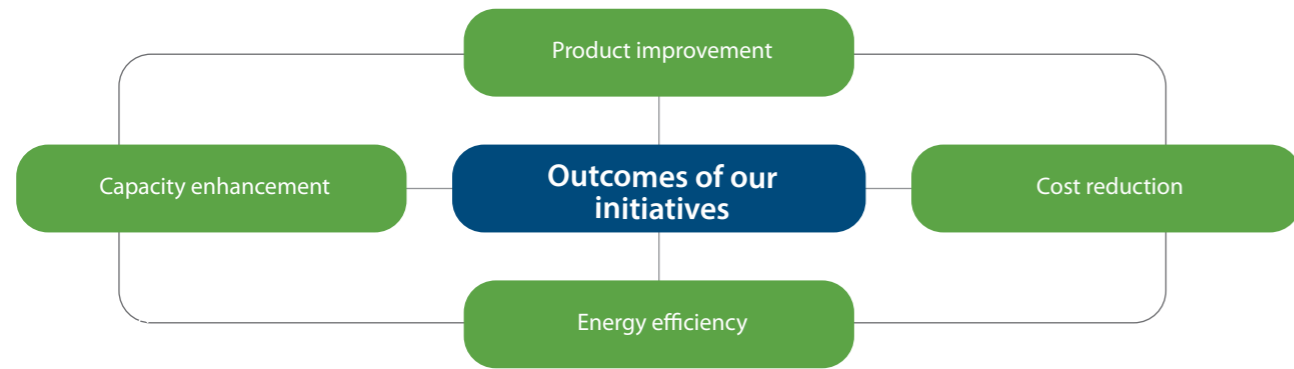 Product improvement
Capacity enhancement
Outcomes of our
initiatives
Cost reduction
Energy efficiency